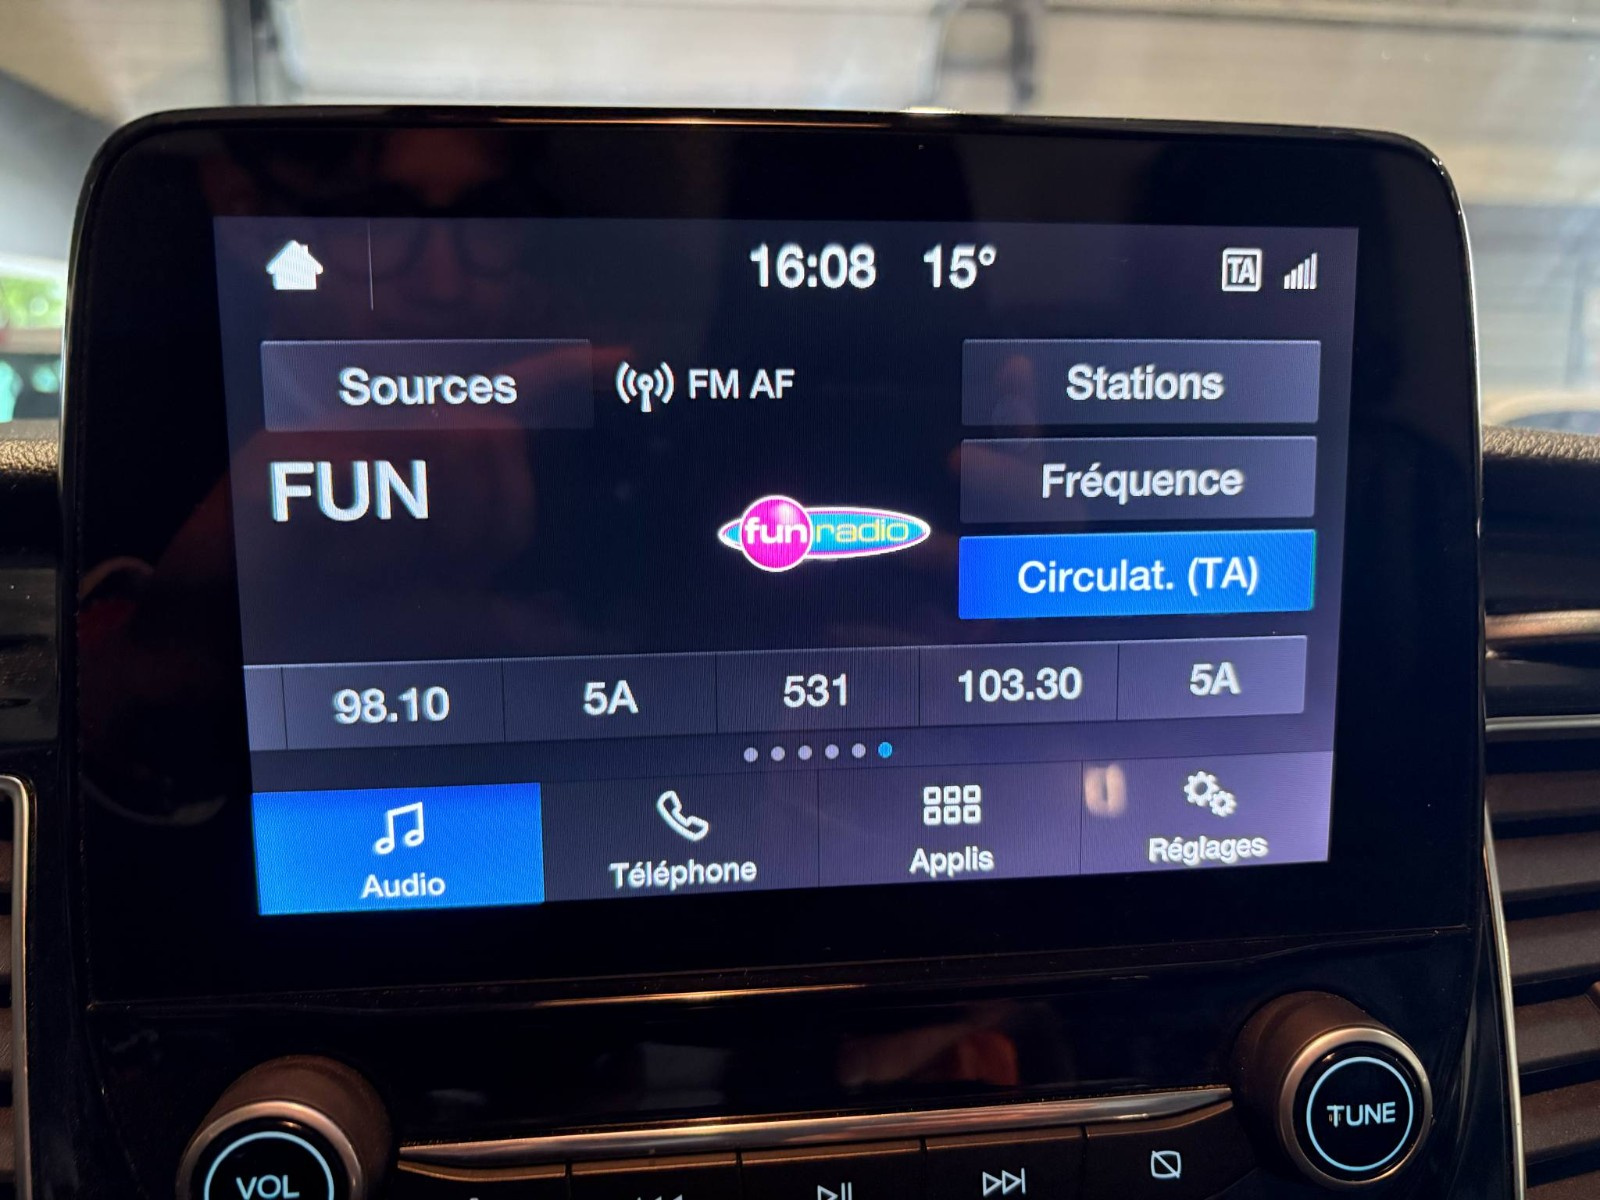 16:08 15°
TA
Sources
FM AF
Stations
FUN
fun radio
Fréquence
Circulat. (TA)
98.10
5A
531
103.30
5A
Audio
Téléphone
Applis
Réglages
VOL
TUNE